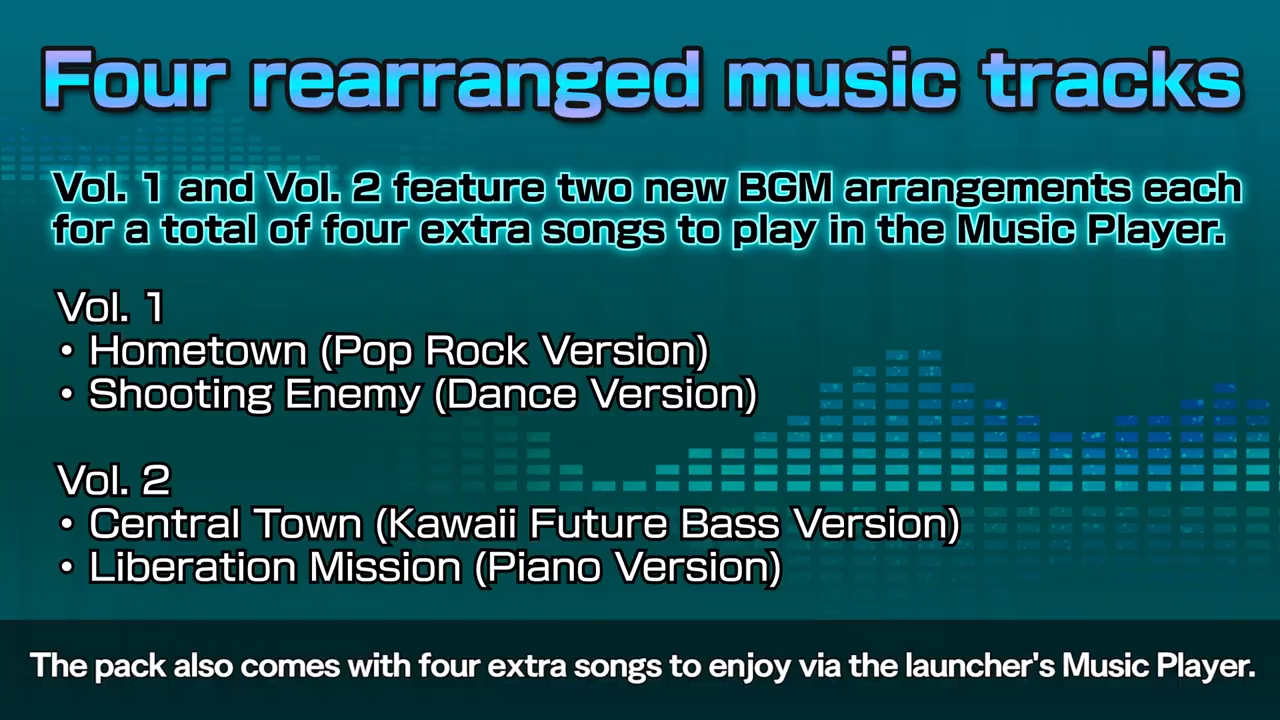 Four rearranged music tracks
Vol. 1 and Vol. 2 feature two new BGM arrangements each
for a total of four extra songs to play in the Music Player.
Vol. 1
• Hometown (Pop Rock Version)
• Shooting Enemy (Dance Version)
Vol. 2
• Central Town (Kawaii Future Bass Version)
• Liberation Mission (Piano Version)
The pack also comes with four extra songs to enjoy via the launcher's Music Player.